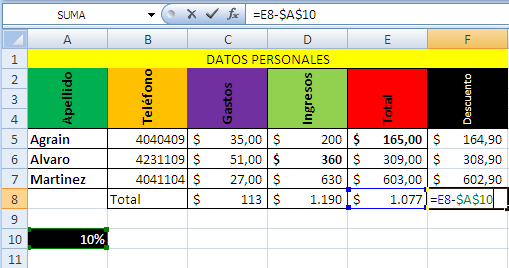 SUMA fx =E8-$A$10
A B C D E F
1 DATOS PERSONALES
2
3 Apellido Teléfono Gastos Ingresos Total Descuento
4
5 Agrain 4040409 $ 35,00 $ 200 $ 165,00 $ 164,90
6 Alvaro 4231109 $ 51,00 $ 360 $ 309,00 $ 308,90
7 Martinez 4041104 $ 27,00 $ 630 $ 603,00 $ 602,90
8 Total $ 113 $ 1.190 $ 1.077 =E8-$A$10
9
10 10%
11